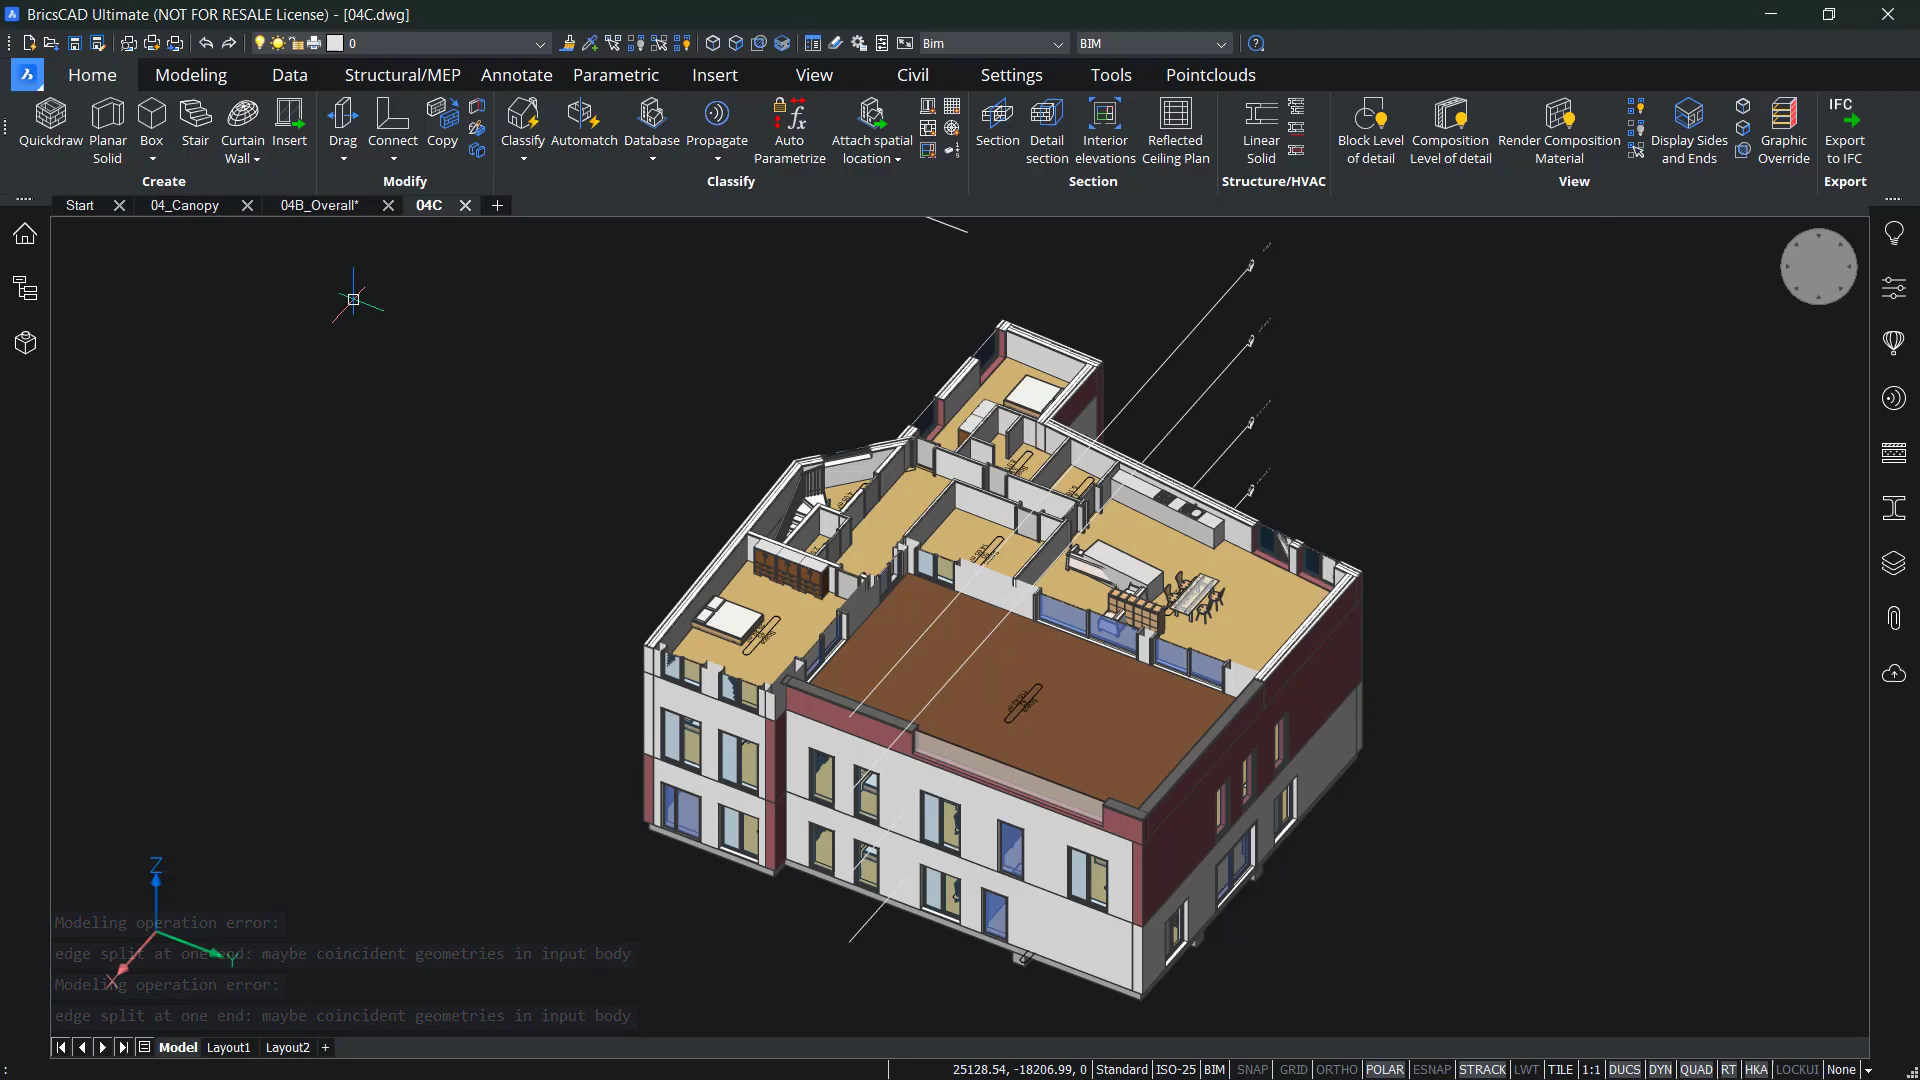 BricsCAD Ultimate (NOT FOR RESALE License) - [04C.dwg]
0
Bim
BIM
Home Modeling Data Structural/MEP Annotate Parametric Insert View Civil Settings Tools Pointclouds
Quickdraw Planar Solid Box Stair Curtain Wall Insert
Create
Drag Connect Copy
Modify
Classify Automatch Database Propagate Auto Parametrize Attach spatial location
Classify
Section Detail section Interior elevations Reflected Ceiling Plan
Section
Linear Solid
Structure/HVAC
Block Level of detail Composition Level of detail Render Composition Material Display Sides and Ends Graphic Override
View
IFC
Export to IFC
Export
Start 04_Canopy 04B_Overall* 04C
Z
Y
X
Modeling operation error:
edge split at one end: maybe coincident geometries in input body
Modeling operation error:
edge split at one end: maybe coincident geometries in input body
Model Layout1 Layout2 +
: 25128.54, -18206.99, 0 Standard ISO-25 BIM SNAP GRID ORTHO POLAR ESNAP STRACK LWT TILE 1:1 DUCS DYN QUAD RT HKA LOCKUI None